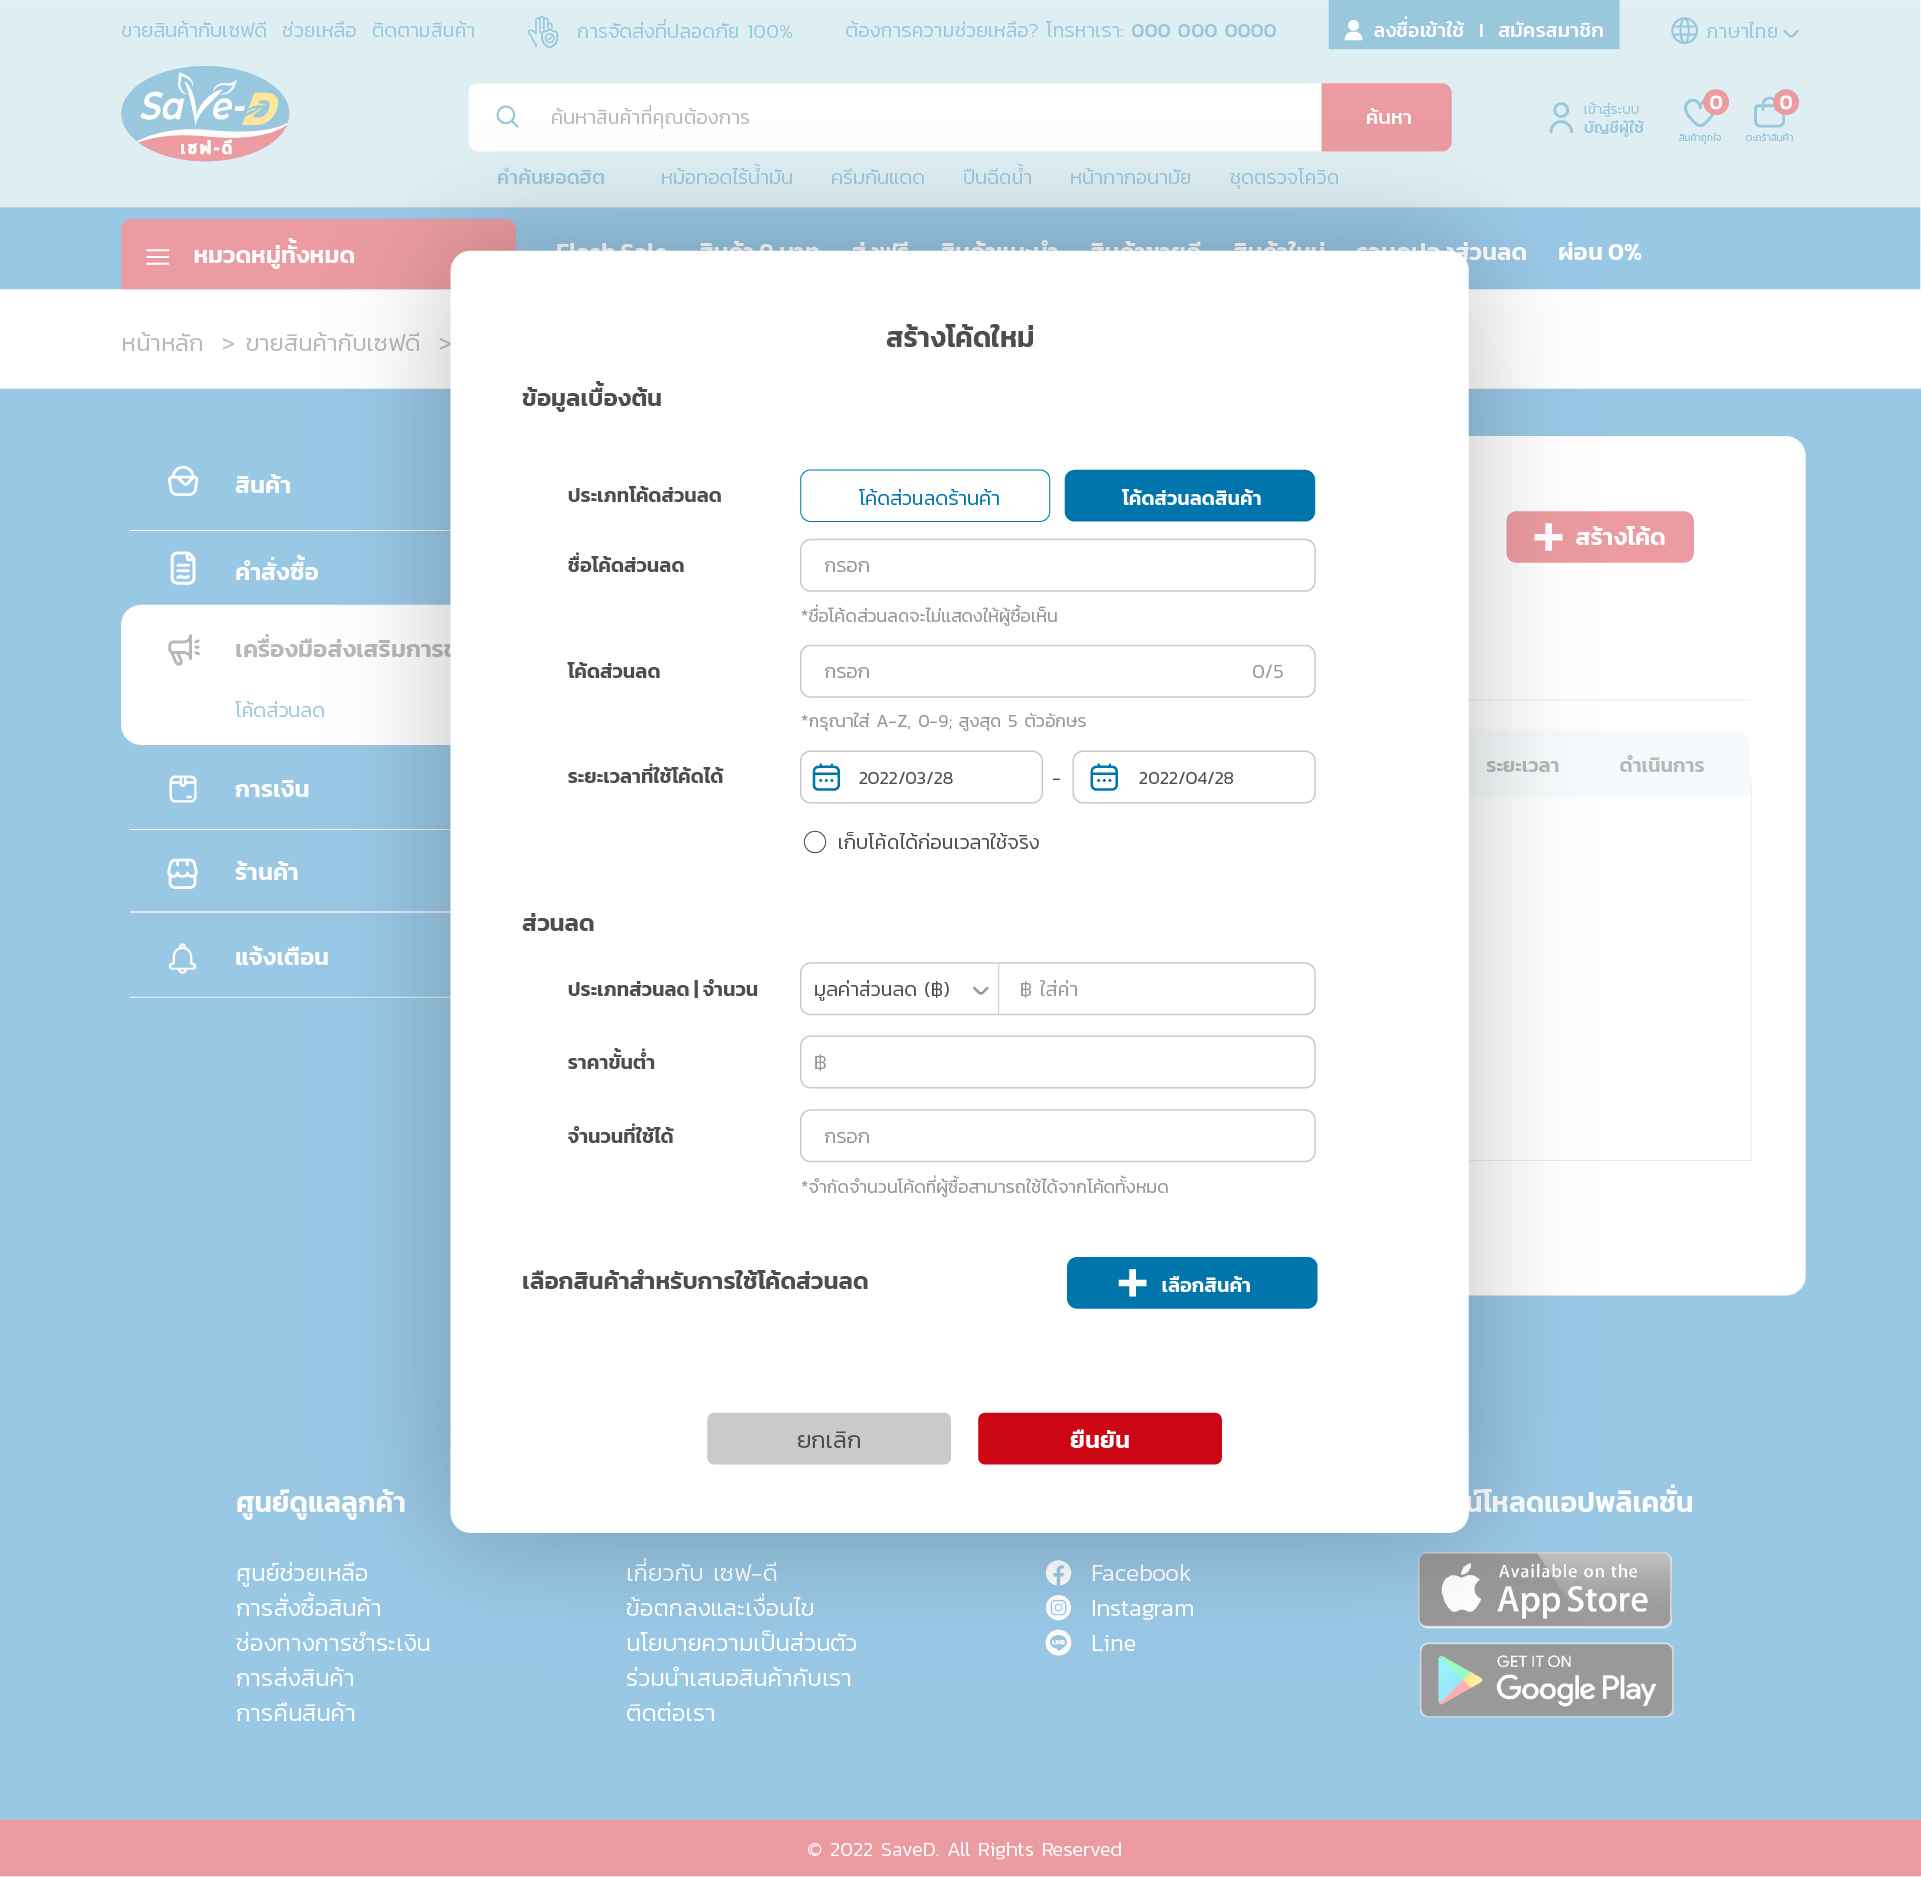 ขายสินค้ากับเซฟดี ช่วยเหลือ ติดตามสินค้า การจัดส่งที่ปลอดภัย 100% ต้องการความช่วยเหลือ? โทรหาเรา: 000 000 0000 ลงชื่อเข้าใช้ | สมัครสมาชิก ภาษาไทย
SaVe-D
เซฟ-ดี
ค้นหาสินค้าที่คุณต้องการ ค้นหา
เข้าสู่ระบบ
บัญชีผู้ใช้
0 0
สินค้าถูกใจ ตะกร้าสินค้า
คำค้นยอดฮิต หม้อทอดไร้น้ำมัน ครีมกันแดด ปืนฉีดน้ำ หน้ากากอนามัย ชุดตรวจโควิด
หมวดหมู่ทั้งหมด Flash Sale สินค้า 9 บาท ส่งฟรี สินค้าแนะนำ สินค้าขายดี สินค้าใหม่ ส่วนลด ผ่อน 0%
หน้าหลัก > ขายสินค้ากับเซฟดี >
สินค้า
คำสั่งซื้อ
เครื่องมือส่งเสริมการ
โค้ดส่วนลด
การเงิน
ร้านค้า
แจ้งเตือน
สร้างโค้ด
ระยะเวลา ดำเนินการ
สร้างโค้ดใหม่
ข้อมูลเบื้องต้น
ประเภทโค้ดส่วนลด โค้ดส่วนลดร้านค้า โค้ดส่วนลดสินค้า
ชื่อโค้ดส่วนลด กรอก
*ชื่อโค้ดส่วนลดจะไม่แสดงให้ผู้ซื้อเห็น
โค้ดส่วนลด กรอก 0/5
*กรุณาใส่ A-Z, 0-9; สูงสุด 5 ตัวอักษร
ระยะเวลาที่ใช้โค้ดได้ 2022/03/28 - 2022/04/28
เก็บโค้ดได้ก่อนเวลาใช้จริง
ส่วนลด
ประเภทส่วนลด | จำนวน มูลค่าส่วนลด (฿) ฿ ใส่ค่า
ราคาขั้นต่ำ ฿
จำนวนที่ใช้ได้ กรอก
*จำกัดจำนวนโค้ดที่ผู้ซื้อสามารถใช้ได้จากโค้ดทั้งหมด
เลือกสินค้าสำหรับการใช้โค้ดส่วนลด เลือกสินค้า
ยกเลิก ยืนยัน
ศูนย์ดูแลลูกค้า
ศูนย์ช่วยเหลือ
การสั่งซื้อสินค้า
ช่องทางการชำระเงิน
การส่งสินค้า
การคืนสินค้า
เกี่ยวกับ เซฟ-ดี
ข้อตกลงและเงื่อนไข
นโยบายความเป็นส่วนตัว
ร่วมนำเสนอสินค้ากับเรา
ติดต่อเรา
Facebook
Instagram
LINE Line
น์โหลดแอปพลิเคชั่น
Available on the
App Store
GET IT ON
Google Play
© 2022 SaveD. All Rights Reserved